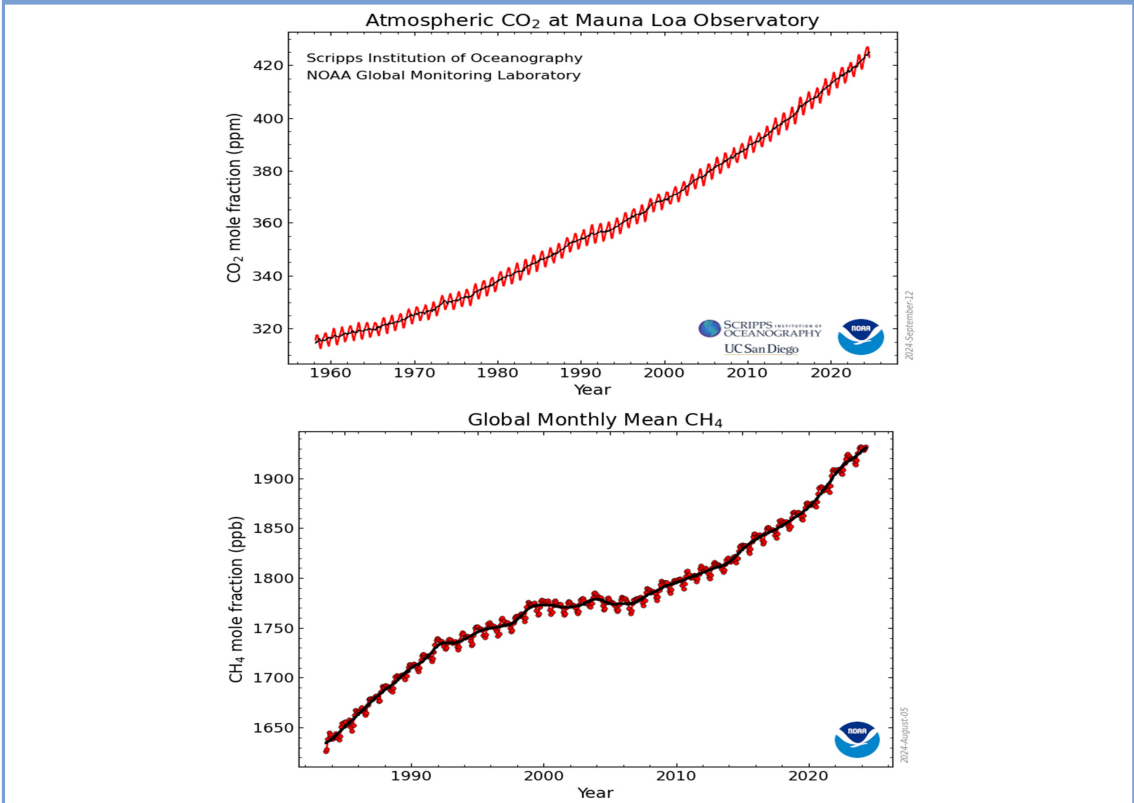 Atmospheric CO₂ at Mauna Loa Observatory
Scripps Institution of Oceanography
NOAA Global Monitoring Laboratory
CO₂ mole fraction (ppm)
420
400
380
360
340
320
SCRIPPS INSTITUTION OF
OCEANOGRAPHY
UC San Diego
NOAA
2024-September-12
1960 1970 1980 1990 2000 2010 2020
Year
Global Monthly Mean CH₄
CH₄ mole fraction (ppb)
1900
1850
1800
1750
1700
1650
NOAA
2024-August-05
1990 2000 2010 2020
Year